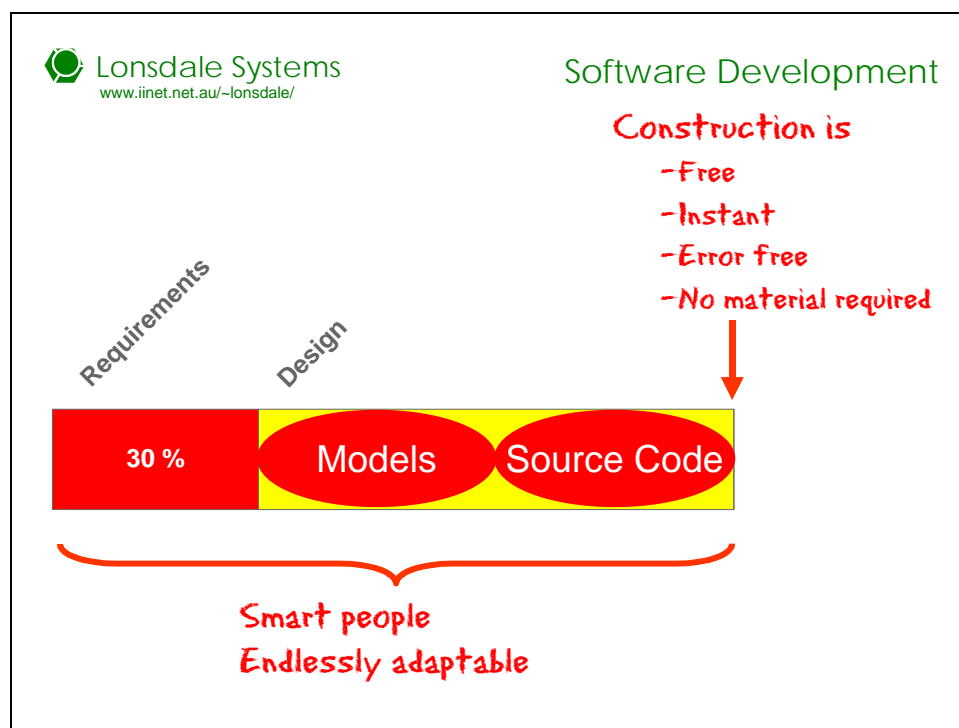 Lonsdale Systems
www.iinet.net.au/~lonsdale/
Software Development
Construction is
-Free
-Instant
-Error free
-No material required
Requirements
Design
30 %
Models
Source Code
Smart people
Endlessly adaptable